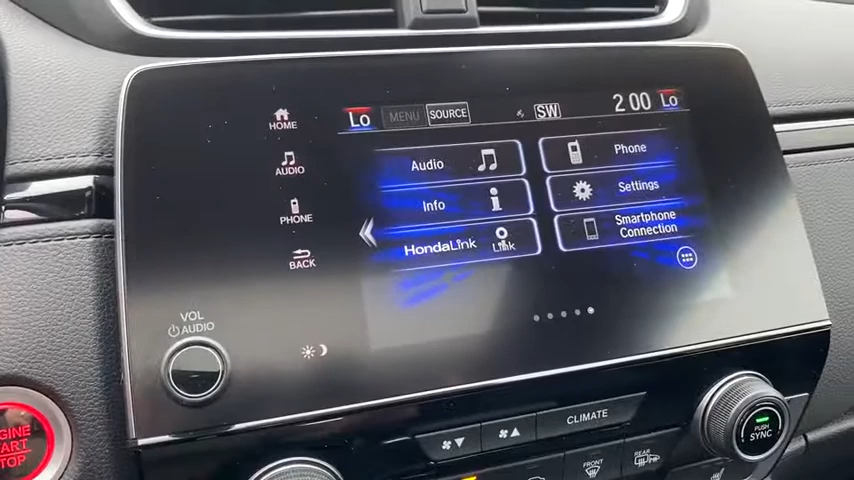 HOME
AUDIO
PHONE
BACK
Lo
MENU
SOURCE
SW
2:00
Lo
Audio
Phone
Info
Settings
HondaLink
Link
Smartphone
Connection
VOL
AUDIO
ENGINE
START
STOP
PUSH
SYNC
CLIMATE
FRONT
REAR